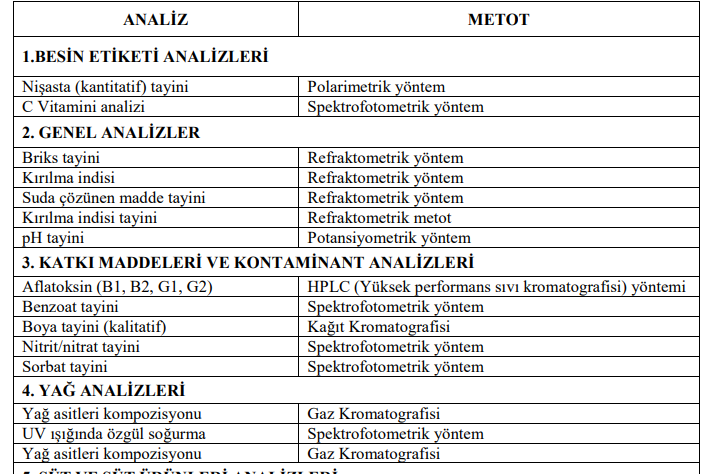 ANALİZ METOT
1.BESİN ETİKETİ ANALİZLERİ
Nişasta (kantitatif) tayini Polarimetrik yöntem
C Vitamini analizi Spektrofotometrik yöntem
2. GENEL ANALİZLER
Briks tayini Refraktometrik yöntem
Kırılma indisi Refraktometrik yöntem
Suda çözünen madde tayini Refraktometrik yöntem
Kırılma indisi tayini Refraktometrik metot
pH tayini Potansiyometrik yöntem
3. KATKI MADDELERİ VE KONTAMİNANT ANALİZLERİ
Aflatoksin (B1, B2, G1, G2) HPLC (Yüksek performans sıvı kromatografisi) yöntemi
Benzoat tayini Spektrofotometrik yöntem
Boya tayini (kalitatif) Kağıt Kromatografisi
Nitrit/nitrat tayini Spektrofotometrik yöntem
Sorbat tayini Spektrofotometrik yöntem
4. YAĞ ANALİZLERİ
Yağ asitleri kompozisyonu Gaz Kromatografisi
UV ışığında özgül soğurma Spektrofotometrik yöntem
Yağ asitleri kompozisyonu Gaz Kromatografisi
5. SÜT VE SÜT ÜRÜNLERİ ANALİZLERİ